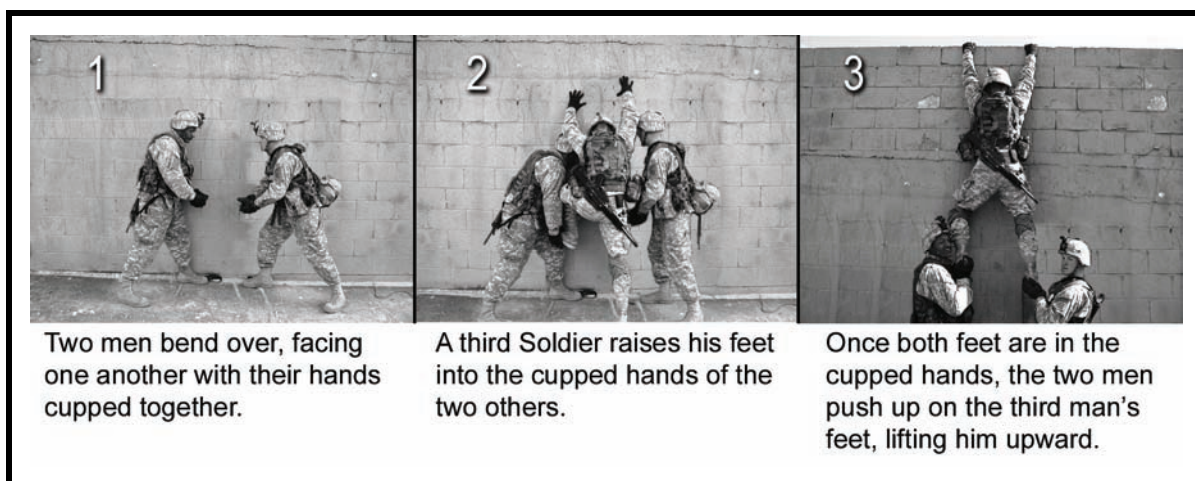 1
2
3
Two men bend over, facing
one another with their hands
cupped together.
A third Soldier raises his feet
into the cupped hands of the
two others.
Once both feet are in the
cupped hands, the two men
push up on the third man's
feet, lifting him upward.